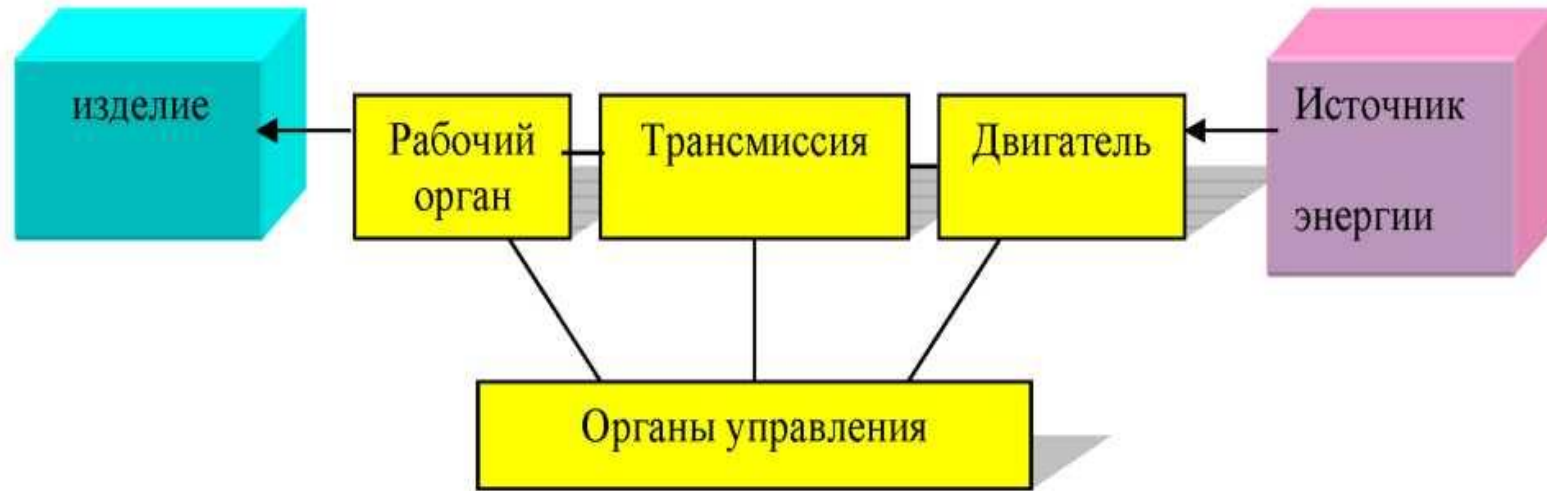 изделие
Рабочий
орган
Трансмиссия
Двигатель
Источник
энергии
Органы управления